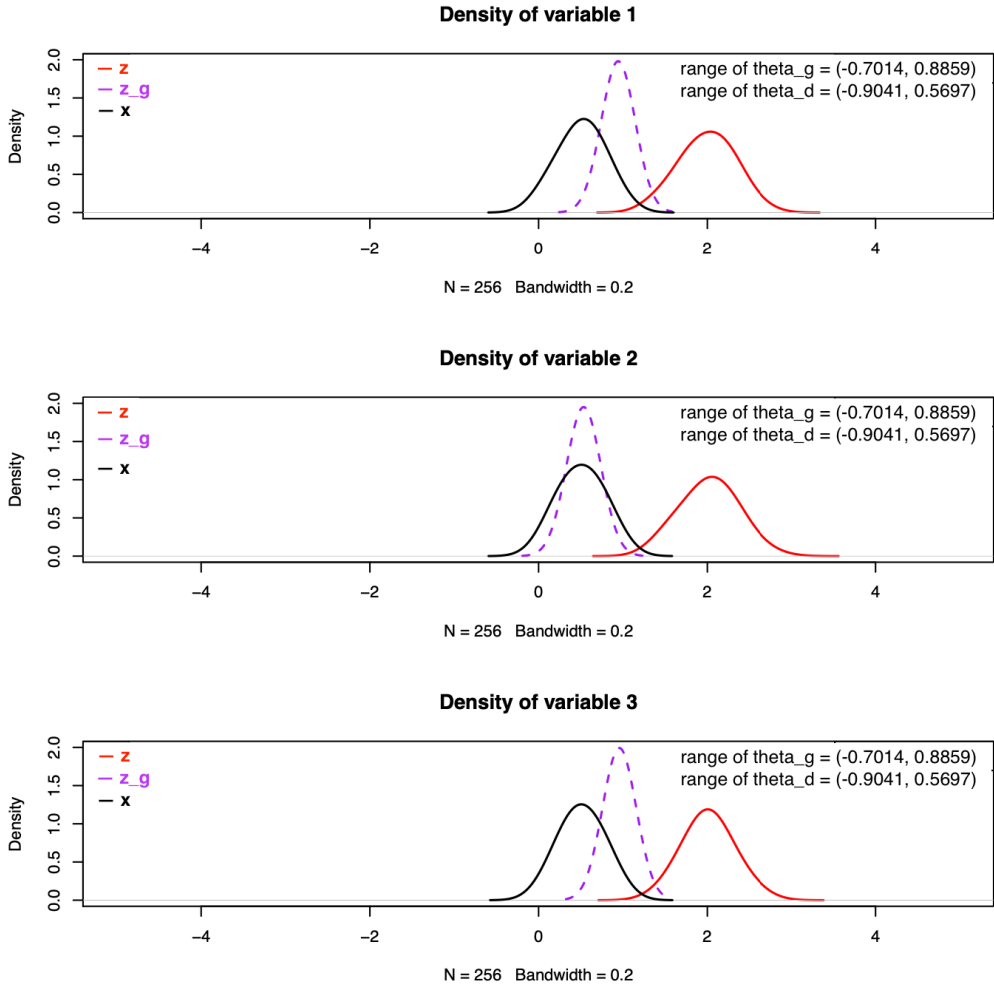 Density of variable 1
Density
2.0
1.5
1.0
0.5
0.0
z
z_g
x
range of theta_g = (-0.7014, 0.8859)
range of theta_d = (-0.9041, 0.5697)
−4 −2 0 2 4
N = 256 Bandwidth = 0.2
Density of variable 2
Density
2.0
1.5
1.0
0.5
0.0
z
z_g
x
range of theta_g = (-0.7014, 0.8859)
range of theta_d = (-0.9041, 0.5697)
−4 −2 0 2 4
N = 256 Bandwidth = 0.2
Density of variable 3
Density
2.0
1.5
1.0
0.5
0.0
z
z_g
x
range of theta_g = (-0.7014, 0.8859)
range of theta_d = (-0.9041, 0.5697)
−4 −2 0 2 4
N = 256 Bandwidth = 0.2